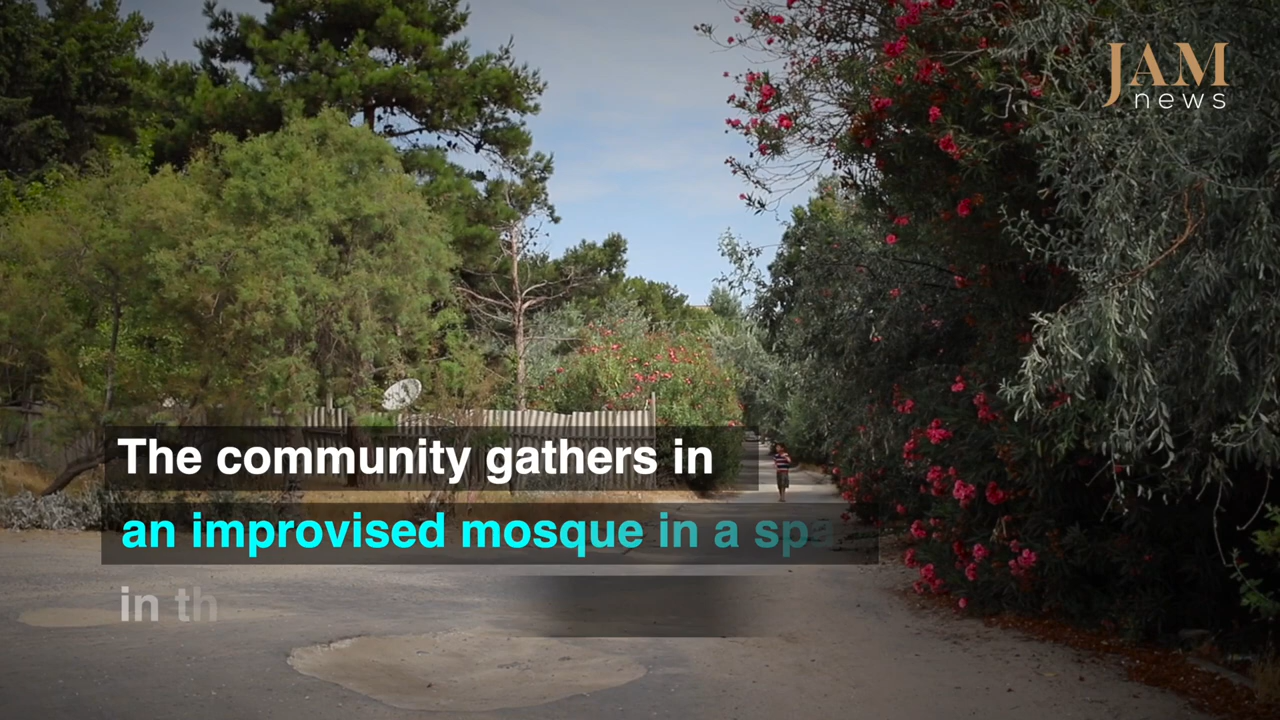 JAM
news
The community gathers in
an improvised mosque in a
in